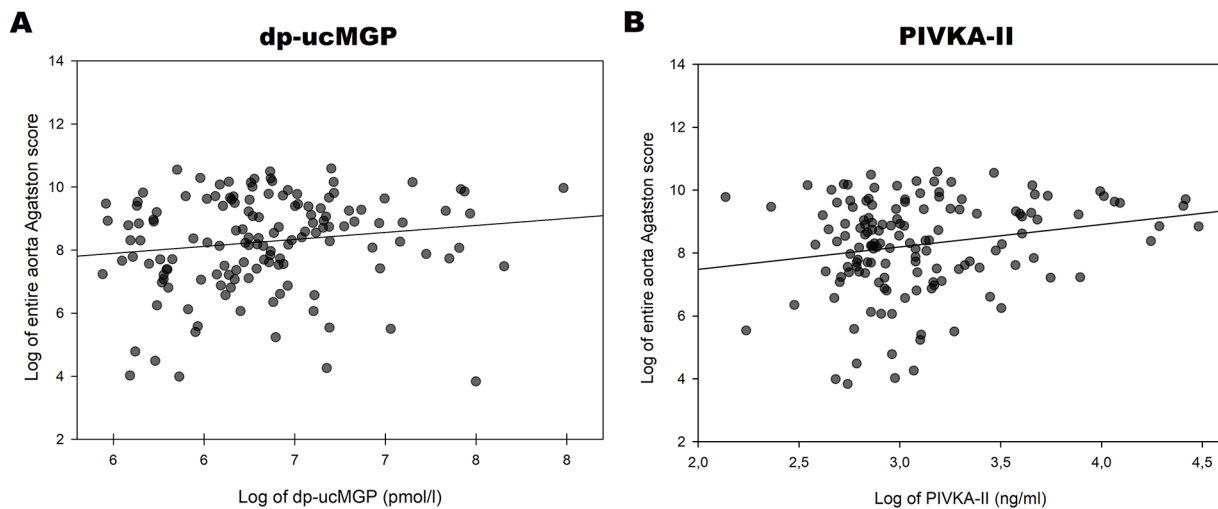 A
dp-ucMGP
14
12
10
8
6
4
2
Log of entire aorta Agatston score
6 6 7 7 8 8
Log of dp-ucMGP (pmol/l)
B
PIVKA-II
14
12
10
8
6
4
2
Log of entire aorta Agatston score
2,0 2,5 3,0 3,5 4,0 4,5
Log of PIVKA-II (ng/ml)